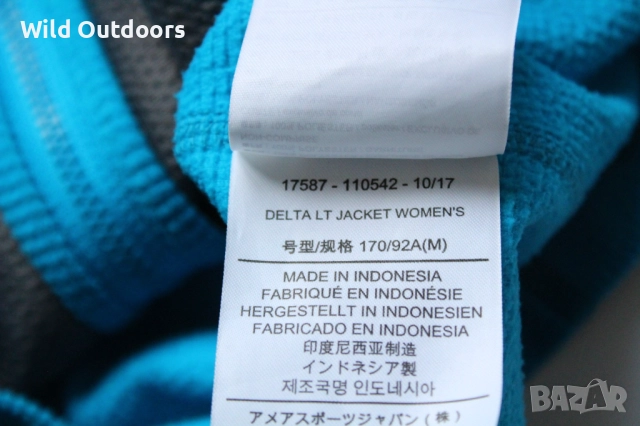 Wild Outdoors
17587 - 110542 - 10/17
DELTA LT JACKET WOMEN'S
号型/规格 170/92A(M)
MADE IN INDONESIA
FABRIQUÉ EN INDONÉSIE
HERGESTELLT IN INDONESIEN
FABRICADO EN INDONESIA
印度尼西亚制造
インドネシア製
제조국명 인도네시아
アメアスポーツジャパン (株)
BAZAR